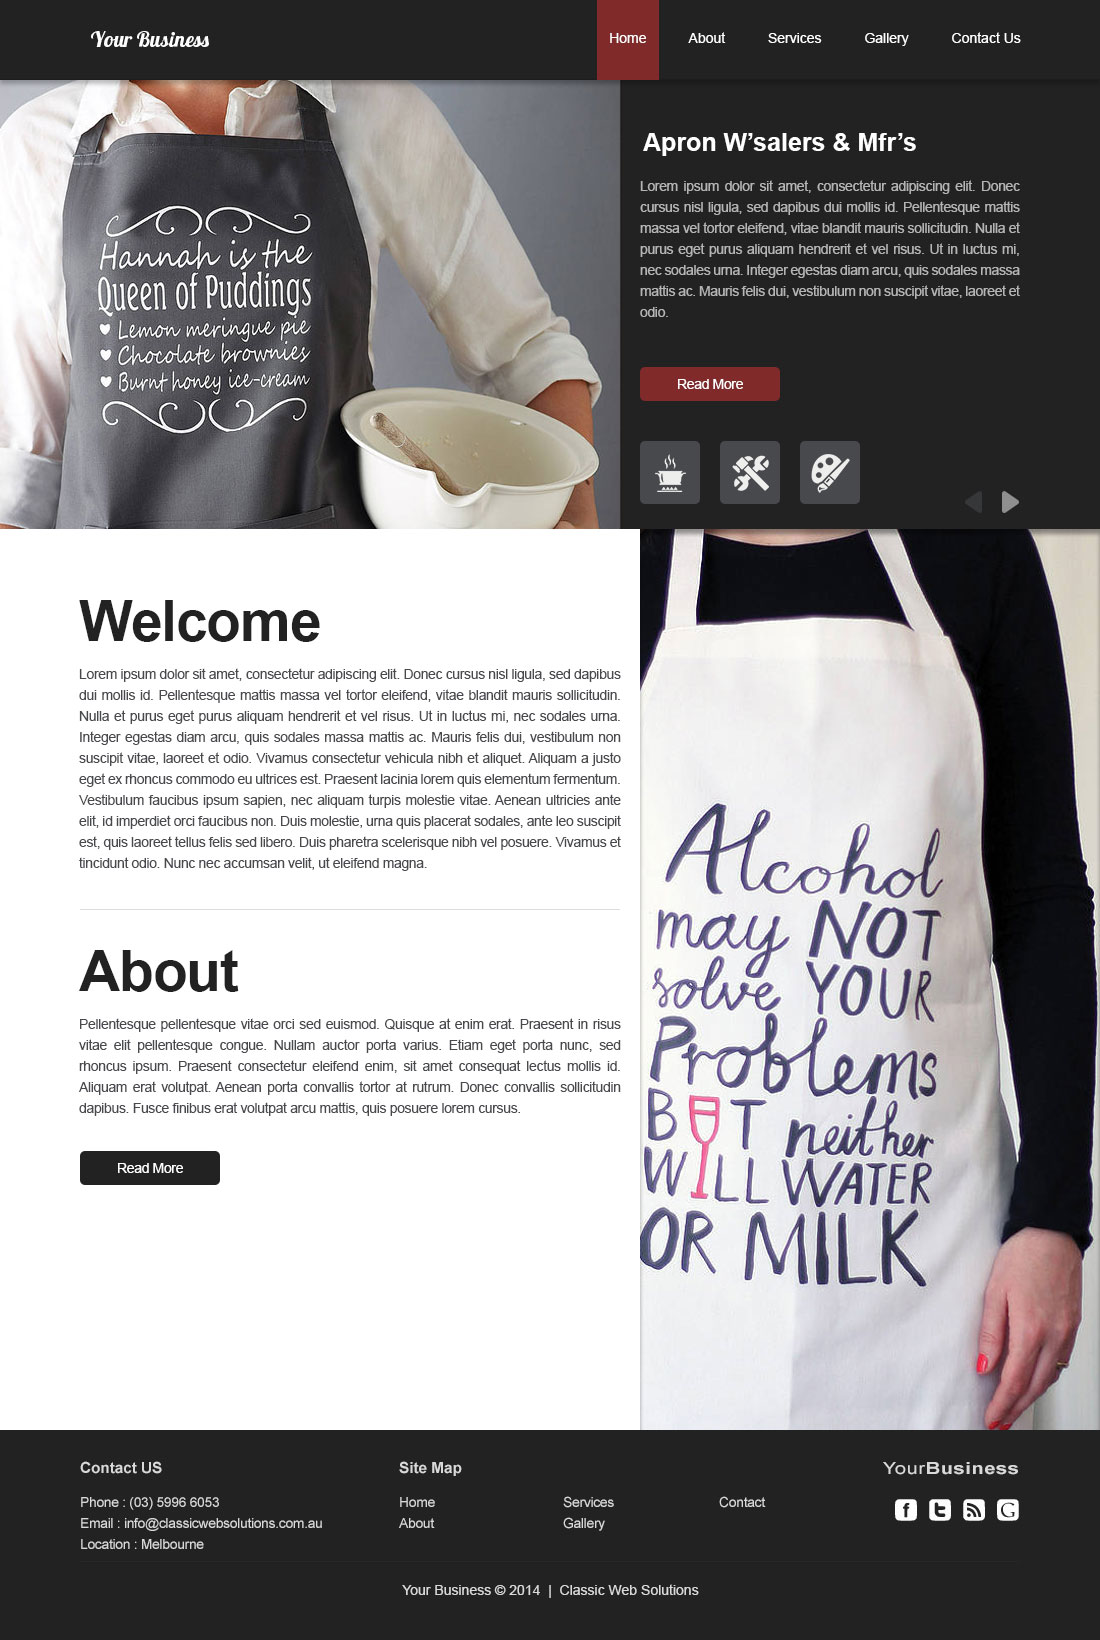 Your Business
Home About Services Gallery Contact Us
Hannah is the
Queen of Puddings
Lemon meringue pie
Chocolate brownies
Burnt honey ice-cream
Apron W’salers & Mfr’s
Lorem ipsum dolor sit amet, consectetur adipiscing elit. Donec
cursus nisl ligula, sed dapibus dui mollis id. Pellentesque mattis
massa vel tortor eleifend, vitae blandit mauris sollicitudin. Nulla et
purus eget purus aliquam hendrerit et vel risus. Ut in luctus mi,
nec sodales urna. Integer egestas diam arcu, quis sodales massa
mattis ac. Mauris felis dui, vestibulum non suscipit vitae, laoreet et
odio.
Read More
Welcome
Lorem ipsum dolor sit amet, consectetur adipiscing elit. Donec cursus nisl ligula, sed dapibus
dui mollis id. Pellentesque mattis massa vel tortor eleifend, vitae blandit mauris sollicitudin.
Nulla et purus eget purus aliquam hendrerit et vel risus. Ut in luctus mi, nec sodales urna.
Integer egestas diam arcu, quis sodales massa mattis ac. Mauris felis dui, vestibulum non
suscipit vitae, laoreet et odio. Vivamus consectetur vehicula nibh et aliquet. Aliquam a justo
eget ex rhoncus commodo eu ultrices est. Praesent lacinia lorem quis elementum fermentum.
Vestibulum faucibus ipsum sapien, nec aliquam turpis molestie vitae. Aenean ultricies ante
elit, id imperdiet orci faucibus non. Duis molestie, urna quis placerat sodales, ante leo suscipit
est, quis laoreet tellus felis sed libero. Duis pharetra scelerisque nibh vel posuere. Vivamus et
tincidunt odio. Nunc nec accumsan velit, ut eleifend magna.
About
Pellentesque pellentesque vitae orci sed euismod. Quisque at enim erat. Praesent in risus
vitae elit pellentesque congue. Nullam auctor porta varius. Etiam eget porta nunc, sed
rhoncus ipsum. Praesent consectetur eleifend enim, sit amet consequat lectus mollis id.
Aliquam erat volutpat. Aenean porta convallis tortor at rutrum. Donec convallis sollicitudin
dapibus. Fusce finibus erat volutpat arcu mattis, quis posuere lorem cursus.
Read More
Alcohol
may NOT
solve YOUR
Problems
BUT neither
WILL WATER
OR MILK
Contact US
Phone : (03) 5996 6053
Email : info@classicwebsolutions.com.au
Location : Melbourne
Site Map
Home Services Contact
About Gallery
YourBusiness
Your Business © 2014 | Classic Web Solutions